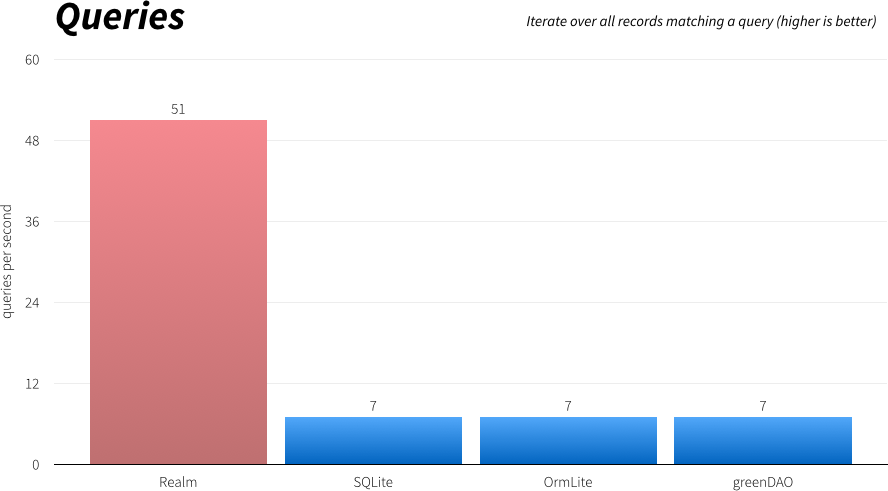 Queries
Iterate over all records matching a query (higher is better)
60
48
36
24
12
0
queries per second
51
7
7
7
Realm
SQLite
OrmLite
greenDAO